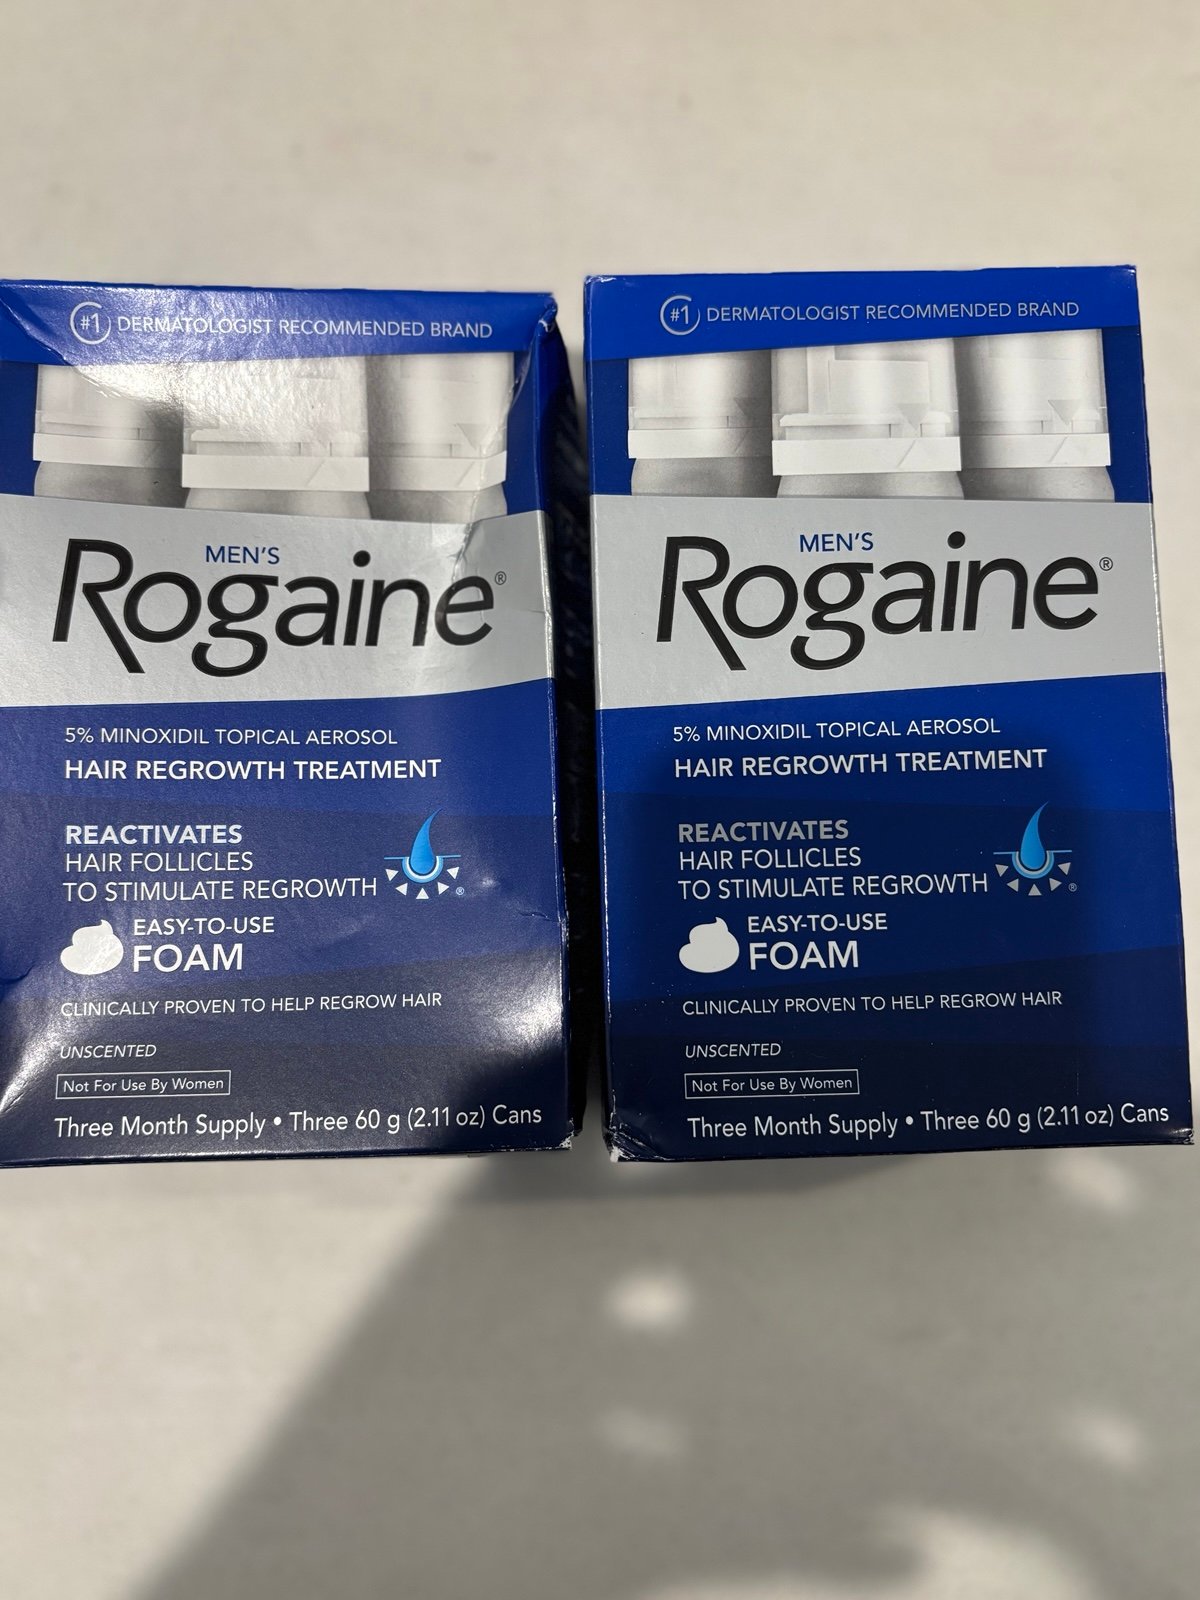 #1 DERMATOLOGIST RECOMMENDED BRAND
MEN'S
Rogaine®
5% MINOXIDIL TOPICAL AEROSOL
HAIR REGROWTH TREATMENT
REACTIVATES
HAIR FOLLICLES
TO STIMULATE REGROWTH
®
EASY-TO-USE
FOAM
CLINICALLY PROVEN TO HELP REGROW HAIR
UNSCENTED
Not For Use By Women
Three Month Supply • Three 60 g (2.11 oz) Cans
#1 DERMATOLOGIST RECOMMENDED BRAND
MEN'S
Rogaine®
5% MINOXIDIL TOPICAL AEROSOL
HAIR REGROWTH TREATMENT
REACTIVATES
HAIR FOLLICLES
TO STIMULATE REGROWTH
®
EASY-TO-USE
FOAM
CLINICALLY PROVEN TO HELP REGROW HAIR
UNSCENTED
Not For Use By Women
Three Month Supply • Three 60 g (2.11 oz) Cans